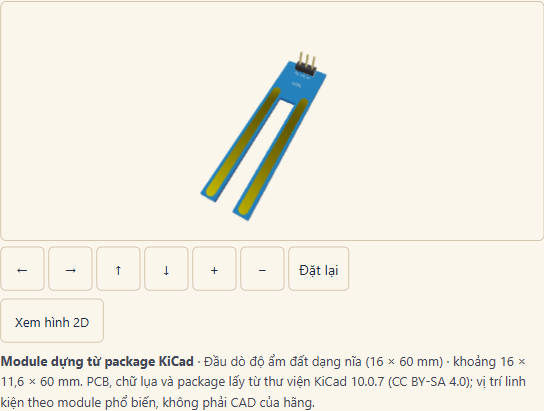 ← → ↑ ↓ + − Đặt lại
Xem hình 2D
Module dựng từ package KiCad · Đầu dò độ ẩm đất dạng nĩa (16 × 60 mm) · khoảng 16 ×
11,6 × 60 mm. PCB, chữ lụa và package lấy từ thư viện KiCad 10.0.7 (CC BY-SA 4.0); vị trí linh
kiện theo module phổ biến, không phải CAD của hãng.